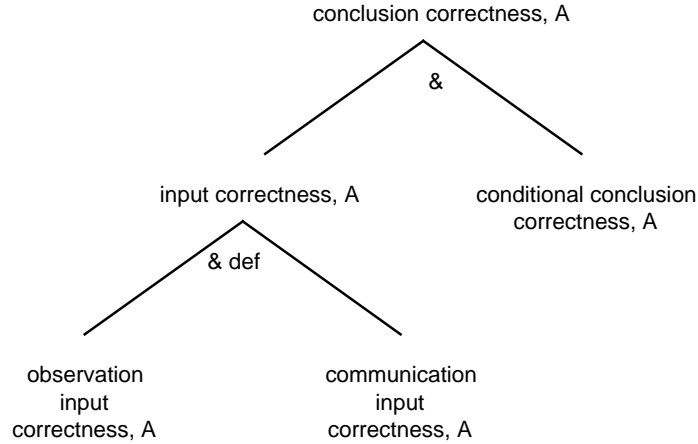 conclusion correctness, A
&
input correctness, A
conditional conclusion
correctness, A
& def
observation
input
correctness, A
communication
input
correctness, A